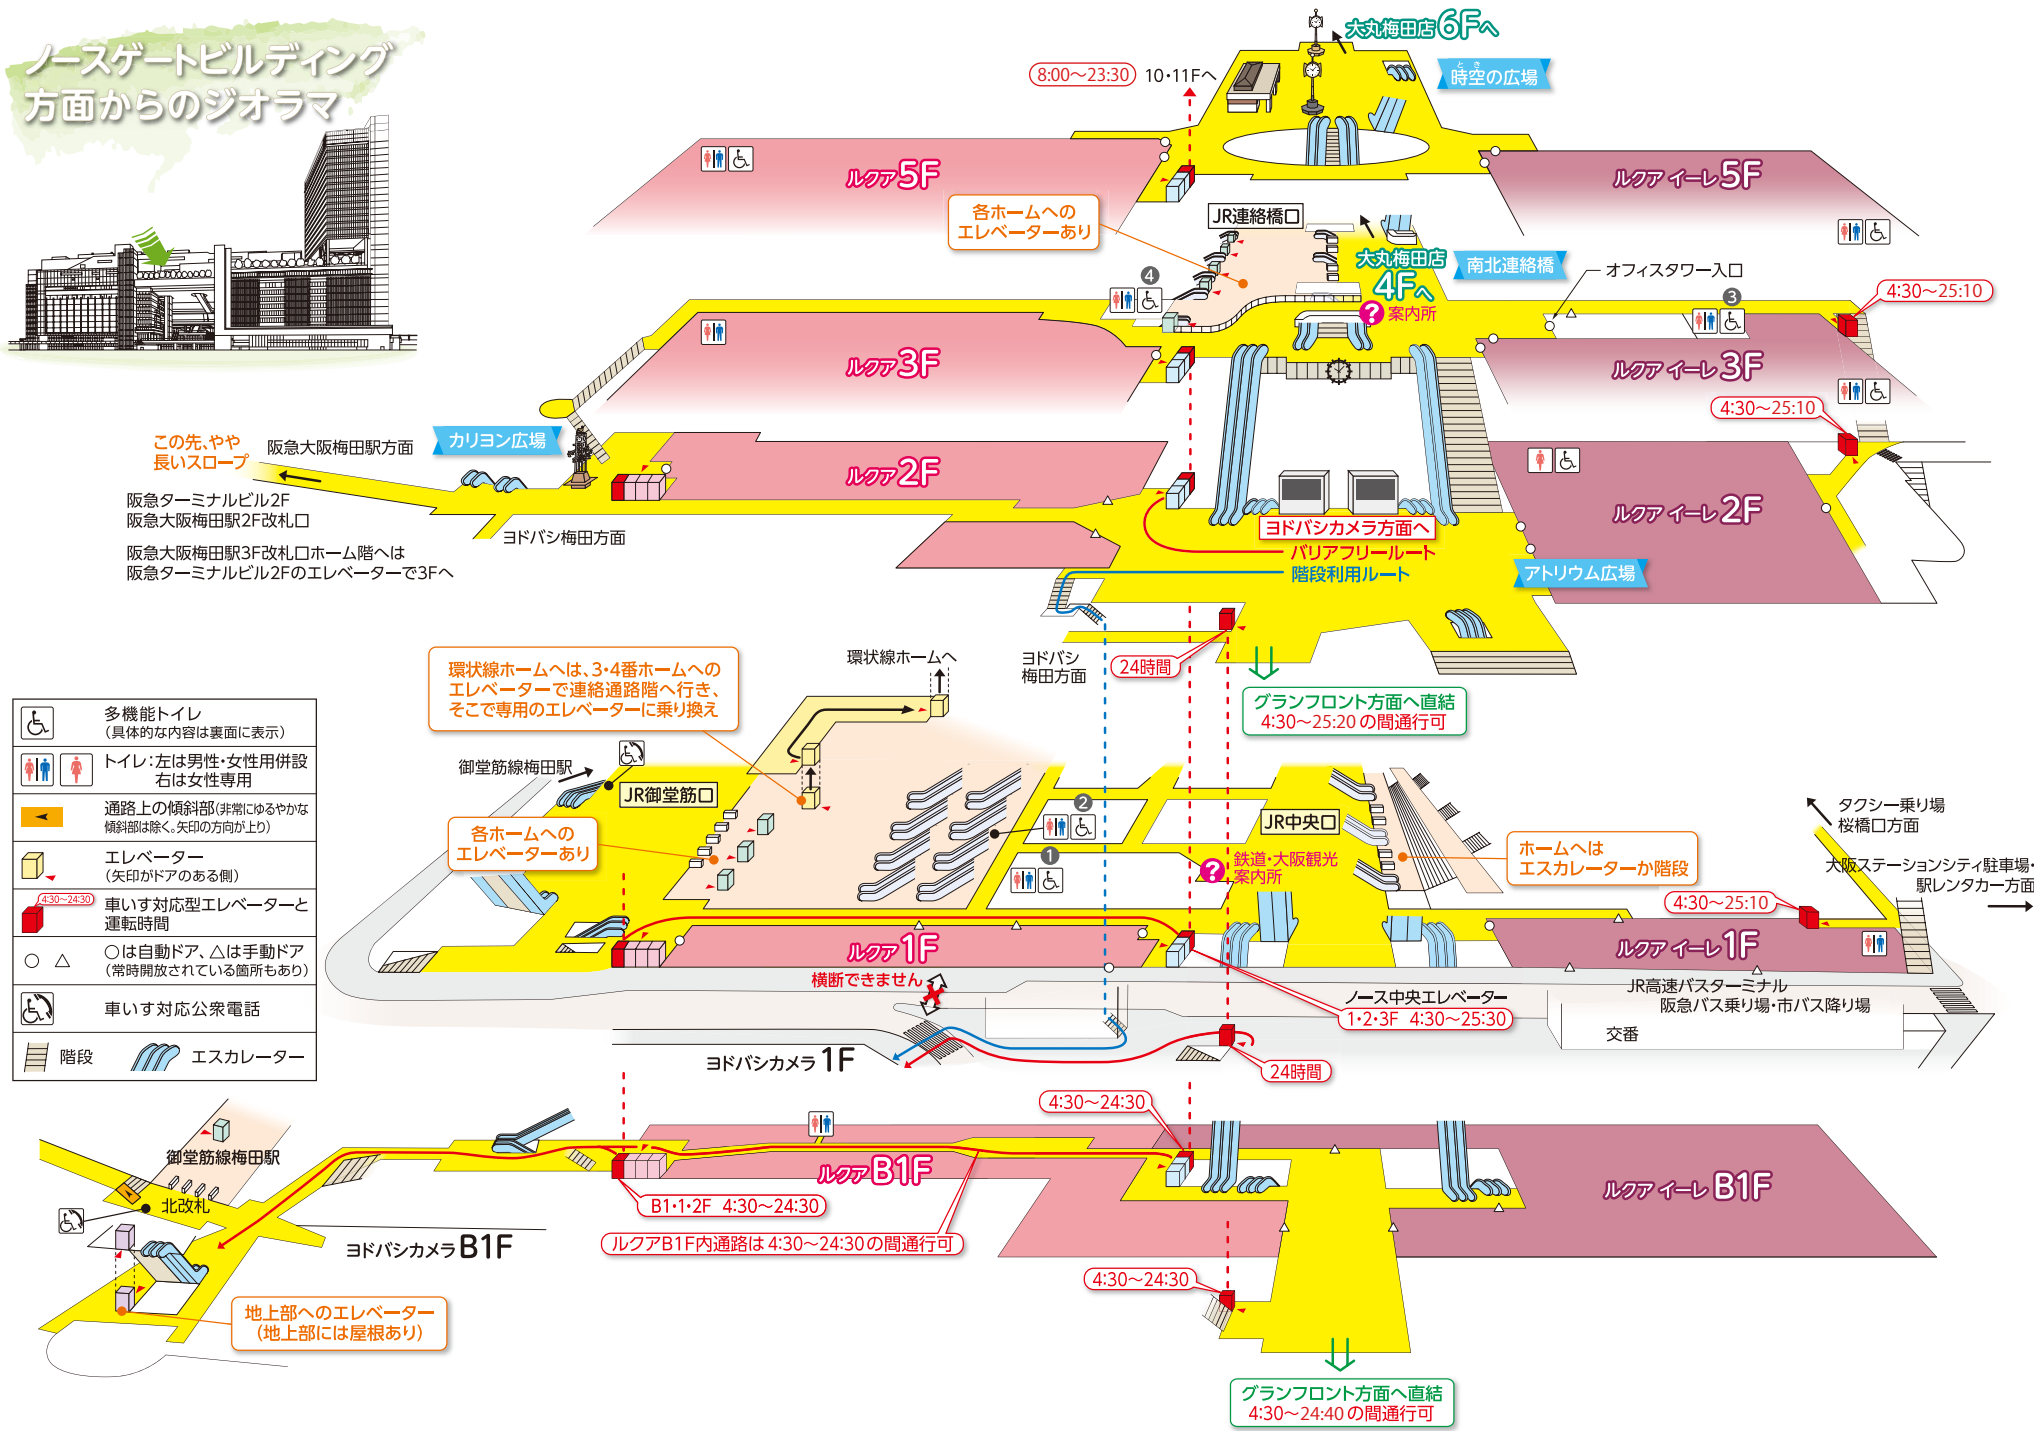 ノースゲートビルディング
方面からのジオラマ
大丸梅田店6Fへ
8:00～23:30
10・11Fへ
とき
時空の広場
ルクア5F
ルクア イーレ5F
各ホームへの
エレベーターあり
JR連絡橋口
大丸梅田店
4Fへ
南北連絡橋
オフィスタワー入口
4
3
4:30～25:10
?
案内所
ルクア3F
ルクア イーレ3F
4:30～25:10
この先、やや
長いスロープ
阪急大阪梅田駅方面
カリヨン広場
ルクア2F
ルクア イーレ2F
阪急ターミナルビル2F
阪急大阪梅田駅2F改札口
阪急大阪梅田駅3F改札口ホーム階へは
阪急ターミナルビル2Fのエレベーターで3Fへ
ヨドバシ梅田方面
ヨドバシカメラ方面へ
バリアフリールート
階段利用ルート
アトリウム広場
ヨドバシ
梅田方面
24時間
グランフロント方面へ直結
4:30～25:20の間通行可
環状線ホームへは、3・4番ホームへの
エレベーターで連絡通路階へ行き、
そこで専用のエレベーターに乗り換え
環状線ホームへ
多機能トイレ
(具体的な内容は裏面に表示)
トイレ:左は男性・女性用併設
右は女性専用
通路上の傾斜部(非常にゆるやかな
傾斜部は除く。矢印の方向が上り)
エレベーター
(矢印がドアのある側)
4:30～24:30
車いす対応型エレベーターと
運転時間
○は自動ドア、△は手動ドア
(常時開放されている箇所もあり)
車いす対応公衆電話
階段
エスカレーター
御堂筋線梅田駅
JR御堂筋口
各ホームへの
エレベーターあり
2
1
JR中央口
?
鉄道・大阪観光
案内所
ホームへは
エスカレーターか階段
タクシー乗り場
桜橋口方面
大阪ステーションシティ駐車場・
駅レンタカー方面
4:30～25:10
ルクア1F
ルクア イーレ1F
横断できません
ノース中央エレベーター
1・2・3F 4:30～25:30
JR高速バスターミナル
阪急バス乗り場・市バス降り場
交番
ヨドバシカメラ1F
24時間
4:30～24:30
御堂筋線梅田駅
北改札
ルクアB1F
ルクア イーレB1F
B1・1・2F 4:30～24:30
ルクアB1F内通路は4:30～24:30の間通行可
ヨドバシカメラB1F
4:30～24:30
地上部へのエレベーター
(地上部には屋根あり)
グランフロント方面へ直結
4:30～24:40の間通行可